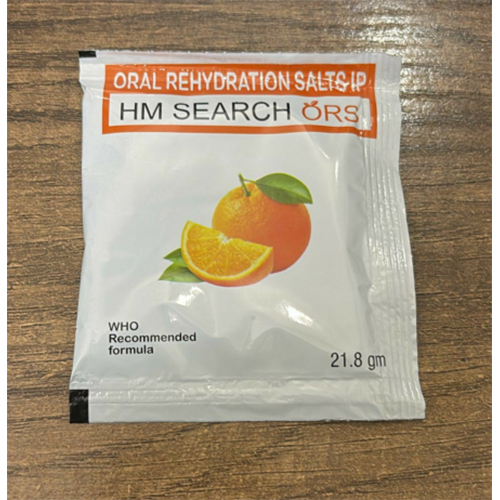 ORAL REHYDRATION SALTS IP
HM SEARCH ORS
WHO
Recommended
formula
21.8 gm